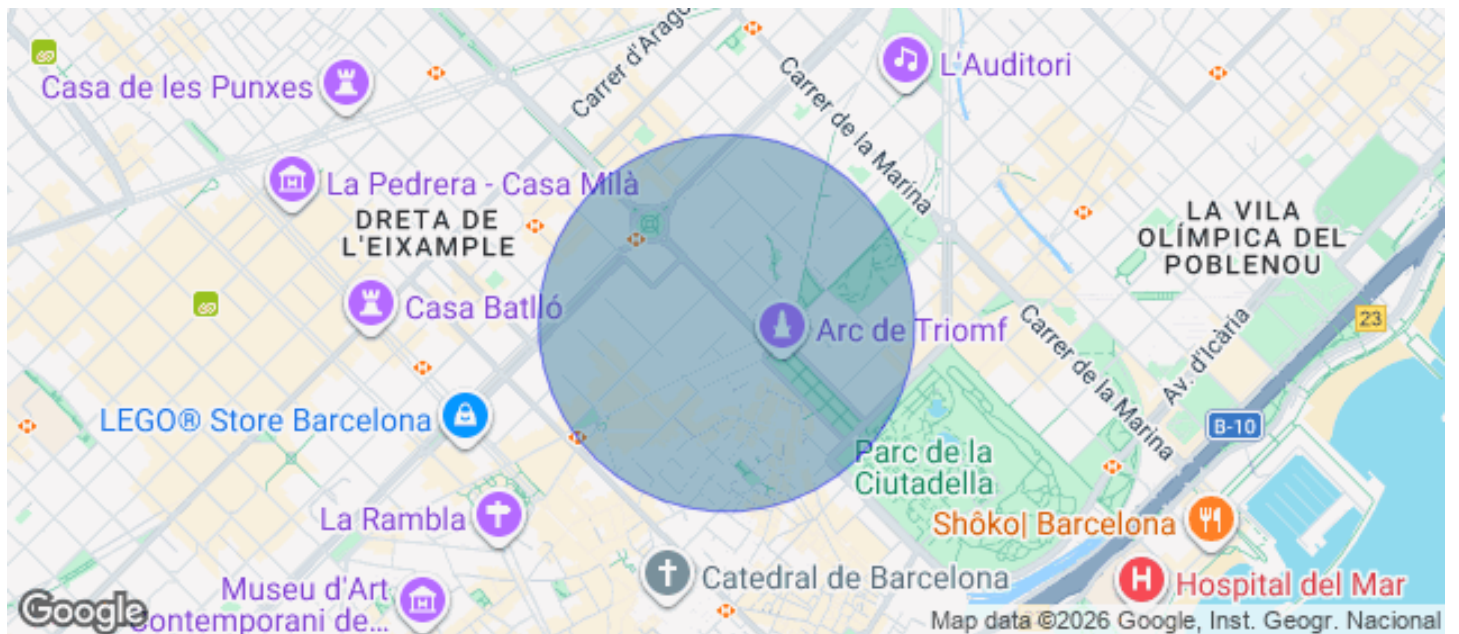 Carrer d'Arago
L'Auditori
Casa de les Punxes
Carrer de la Marina
La Pedrera - Casa Milà
DRETA DE
L'EIXAMPLE
LA VILA
OLÍMPICA DEL
POBLENOU
Casa Batlló
Arc de Triomf
23
Carrer de la Marina
Av. d'Icària
LEGO® Store Barcelona
B-10
Parc de la
Ciutadella
La Rambla
Shôko| Barcelona
Catedral de Barcelona
Hospital del Mar
Museu d'Art
Contemporani de...
Google
Map data ©2026 Google, Inst. Geogr. Nacional